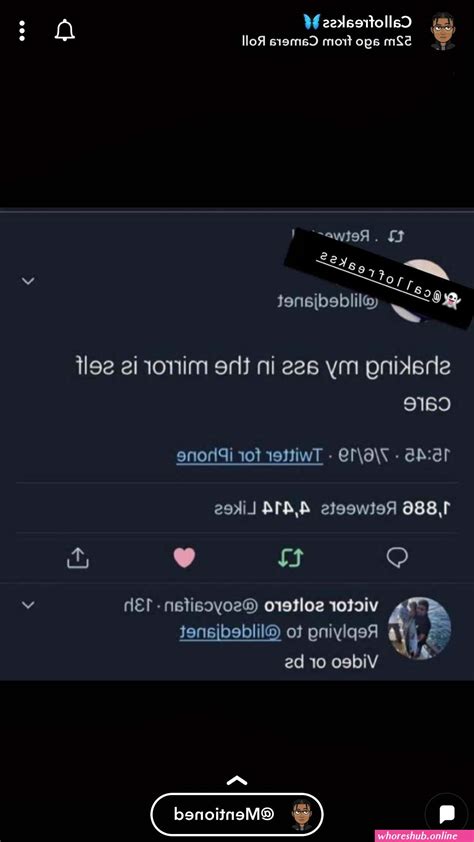 Callofreakss 🦋
52m ago from Camera Roll
. Retweeted
👻@callofreakss
@lildedjanet
shaking my ass in the mirror is self
care
15:45 · 7/6/19 · Twitter for iPhone
1,886 Retweets 4,414 Likes
victor soltero @soycaifan · 13h
Replying to @lildedjanet
Video or bs
@Mentioned
whoreshub.online